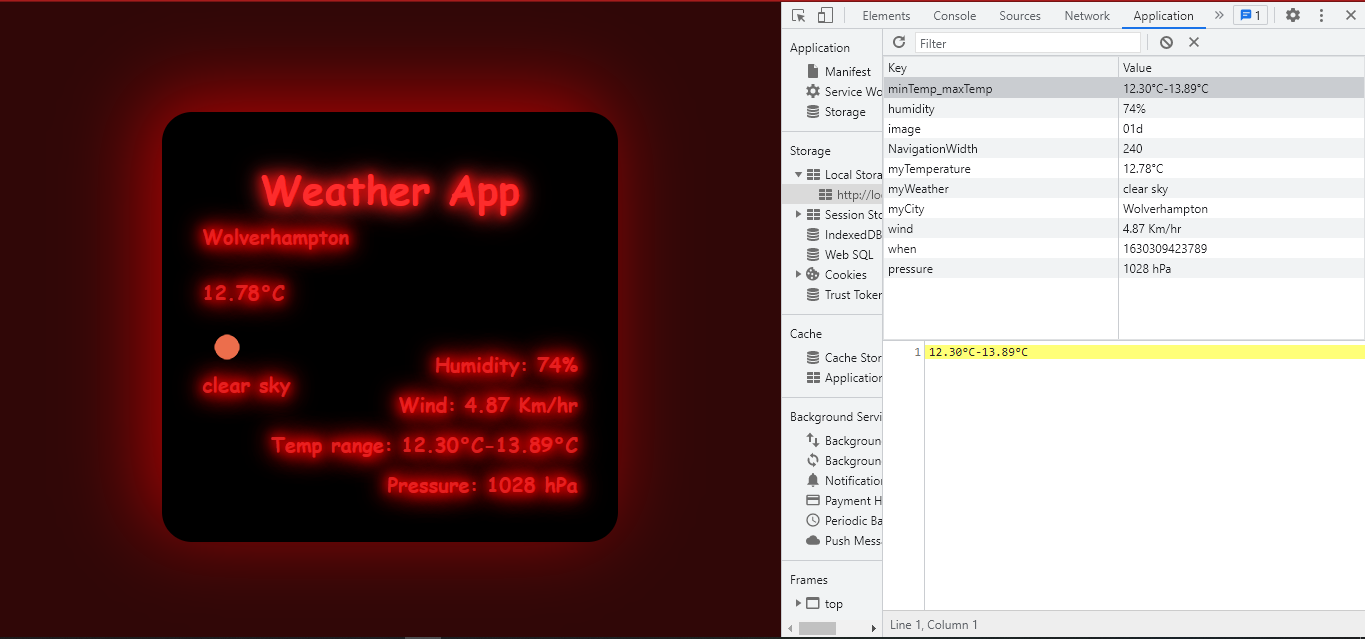 Weather App
Wolverhampton
12.78°C
clear sky
Humidity: 74%
Wind: 4.87 Km/hr
Temp range: 12.30°C-13.89°C
Pressure: 1028 hPa
Elements Console Sources Network Application » 1
Application
Manifest
Service Wo
Storage
Storage
Local Stora
http://lo
Session Sto
IndexedDB
Web SQL
Cookies
Trust Token
Cache
Cache Stor
Application
Background Servi
Backgroun
Backgroun
Notification
Payment H
Periodic Ba
Push Mess
Frames
top
Filter
Key Value
minTemp_maxTemp 12.30°C-13.89°C
humidity 74%
image 01d
NavigationWidth 240
myTemperature 12.78°C
myWeather clear sky
myCity Wolverhampton
wind 4.87 Km/hr
when 1630309423789
pressure 1028 hPa
1 12.30°C-13.89°C
Line 1, Column 1